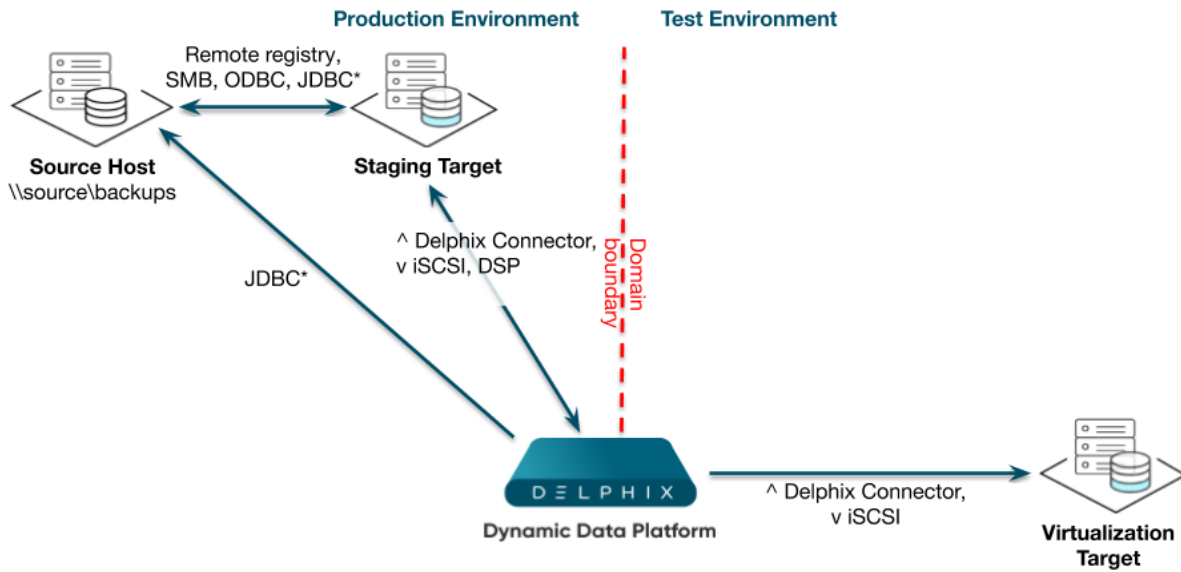 Production Environment
Test Environment
Remote registry,
SMB, ODBC, JDBC*
Source Host
\\source\backups
Staging Target
^ Delphix Connector,
v iSCSI, DSP
JDBC*
Domain
boundary
DELPHIX
Dynamic Data Platform
^ Delphix Connector,
v iSCSI
Virtualization
Target